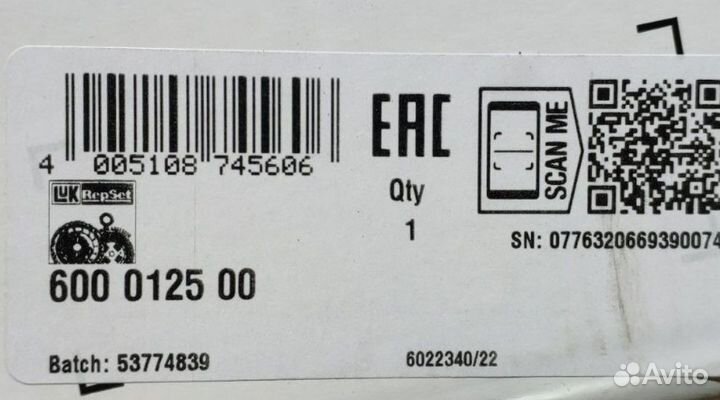 4 005108 745606
EAC
Qty
1
SCAN ME
SN: 0776320669390074
LUK RepSet
600 0125 00
Batch: 53774839
6022340/22
Avito